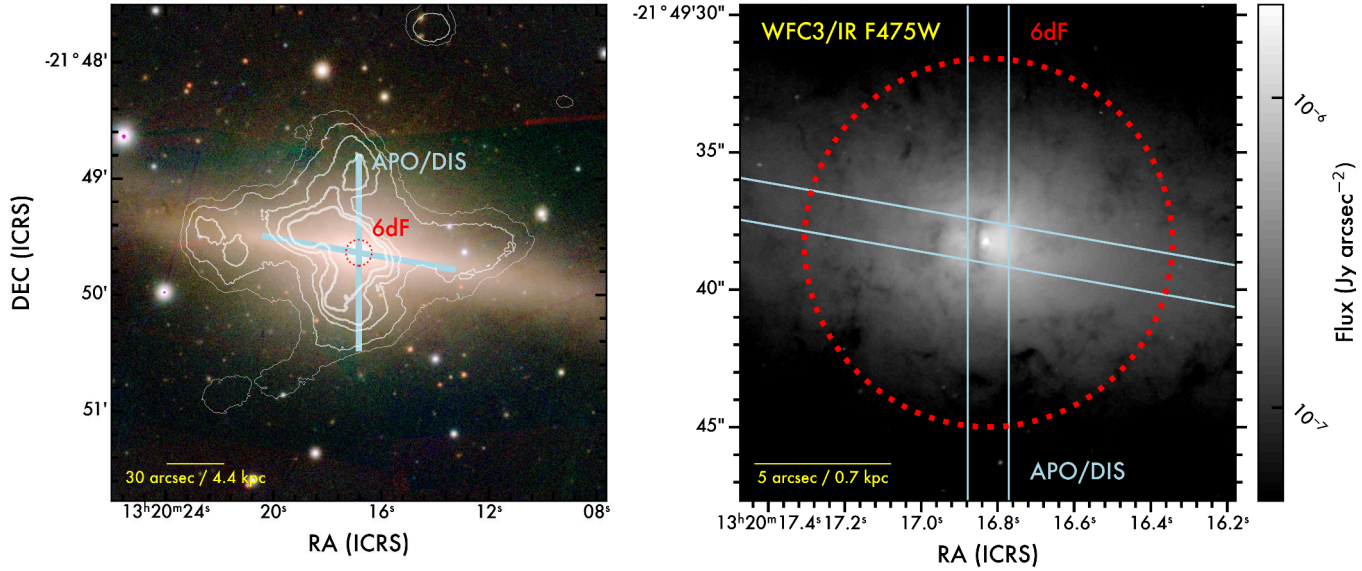 -21°48'
49'
50'
51'
DEC (ICRS)
APO/DIS
6dF
30 arcsec / 4.4 kpc
13ʰ20ᵐ24ˢ
20ˢ
16ˢ
12ˢ
08ˢ
RA (ICRS)
-21°49'30"
35"
40"
45"
WFC3/IR F475W
6dF
5 arcsec / 0.7 kpc
APO/DIS
13ʰ20ᵐ17.4ˢ
17.2ˢ
17.0ˢ
16.8ˢ
16.6ˢ
16.4ˢ
16.2ˢ
RA (ICRS)
10⁻⁶
10⁻⁷
Flux (Jy arcsec⁻²)